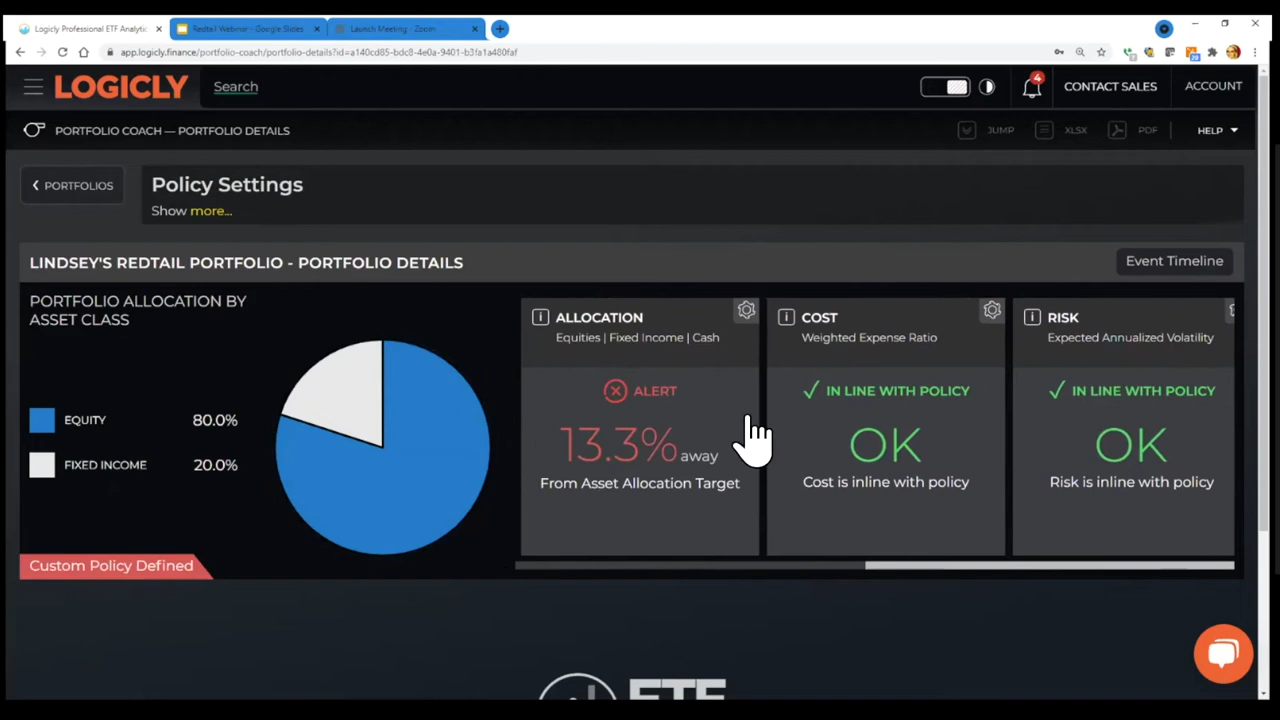 Logicly Professional ETF Analytic
Redtail Webinar - Google Slides
Launch Meeting - Zoom
app.logicly.finance/portfolio-coach/portfolio-details?id=a140cd85-bdc8-4e0a-9401-b3fa1a480faf
LOGICLY
Search
4
CONTACT SALES
ACCOUNT
PORTFOLIO COACH — PORTFOLIO DETAILS
JUMP
XLSX
PDF
HELP
PORTFOLIOS
Policy Settings
Show more...
LINDSEY'S REDTAIL PORTFOLIO - PORTFOLIO DETAILS
Event Timeline
PORTFOLIO ALLOCATION BY
ASSET CLASS
EQUITY 80.0%
FIXED INCOME 20.0%
Custom Policy Defined
ALLOCATION
Equities | Fixed Income | Cash
ALERT
13.3% away
From Asset Allocation Target
COST
Weighted Expense Ratio
IN LINE WITH POLICY
OK
Cost is inline with policy
RISK
Expected Annualized Volatility
IN LINE WITH POLICY
OK
Risk is inline with policy
ETF